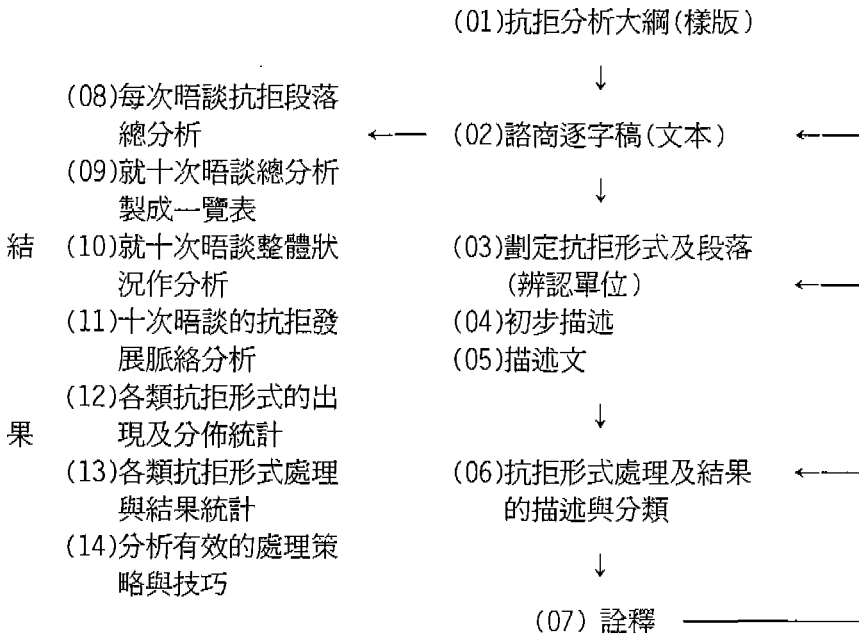 (01)抗拒分析大綱(樣版)
↓
(02)諮商逐字稿(文本)
↓
(03)劃定抗拒形式及段落
(辨認單位)
(04)初步描述
(05)描述文
↓
(06)抗拒形式處理及結果
的描述與分類
↓
(07) 詮釋
結
果
(08)每次晤談抗拒段落
總分析
(09)就十次晤談總分析
製成一覽表
(10)就十次晤談整體狀
況作分析
(11)十次晤談的抗拒發
展脈絡分析
(12)各類抗拒形式的出
現及分佈統計
(13)各類抗拒形式處理
與結果統計
(14)分析有效的處理策
略與技巧